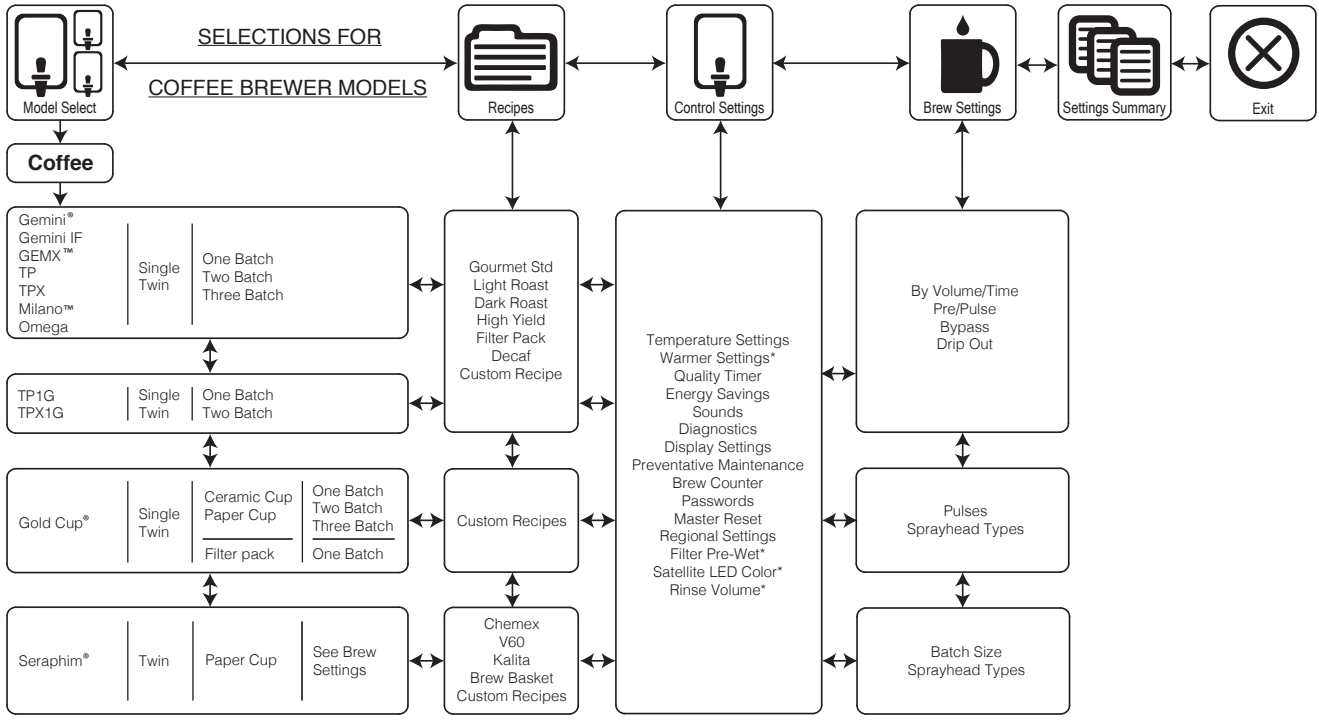 SELECTIONS FOR
COFFEE BREWER MODELS
Model Select
Recipes
Control Settings
Brew Settings
Settings Summary
Exit
Coffee
Gemini®
Gemini IF
GEMX™
TP
TPX
Milano™
Omega
Single
Twin
One Batch
Two Batch
Three Batch
TP1G
TPX1G
Single
Twin
One Batch
Two Batch
Gold Cup®
Single
Twin
Ceramic Cup
Paper Cup
Filter pack
One Batch
Two Batch
Three Batch
One Batch
Seraphim®
Twin
Paper Cup
See Brew
Settings
Gourmet Std
Light Roast
Dark Roast
High Yield
Filter Pack
Decaf
Custom Recipe
Custom Recipes
Chemex
V60
Kalita
Brew Basket
Custom Recipes
Temperature Settings
Warmer Settings*
Quality Timer
Energy Savings
Sounds
Diagnostics
Display Settings
Preventative Maintenance
Brew Counter
Passwords
Master Reset
Regional Settings
Filter Pre-Wet*
Satellite LED Color*
Rinse Volume*
By Volume/Time
Pre/Pulse
Bypass
Drip Out
Pulses
Sprayhead Types
Batch Size
Sprayhead Types